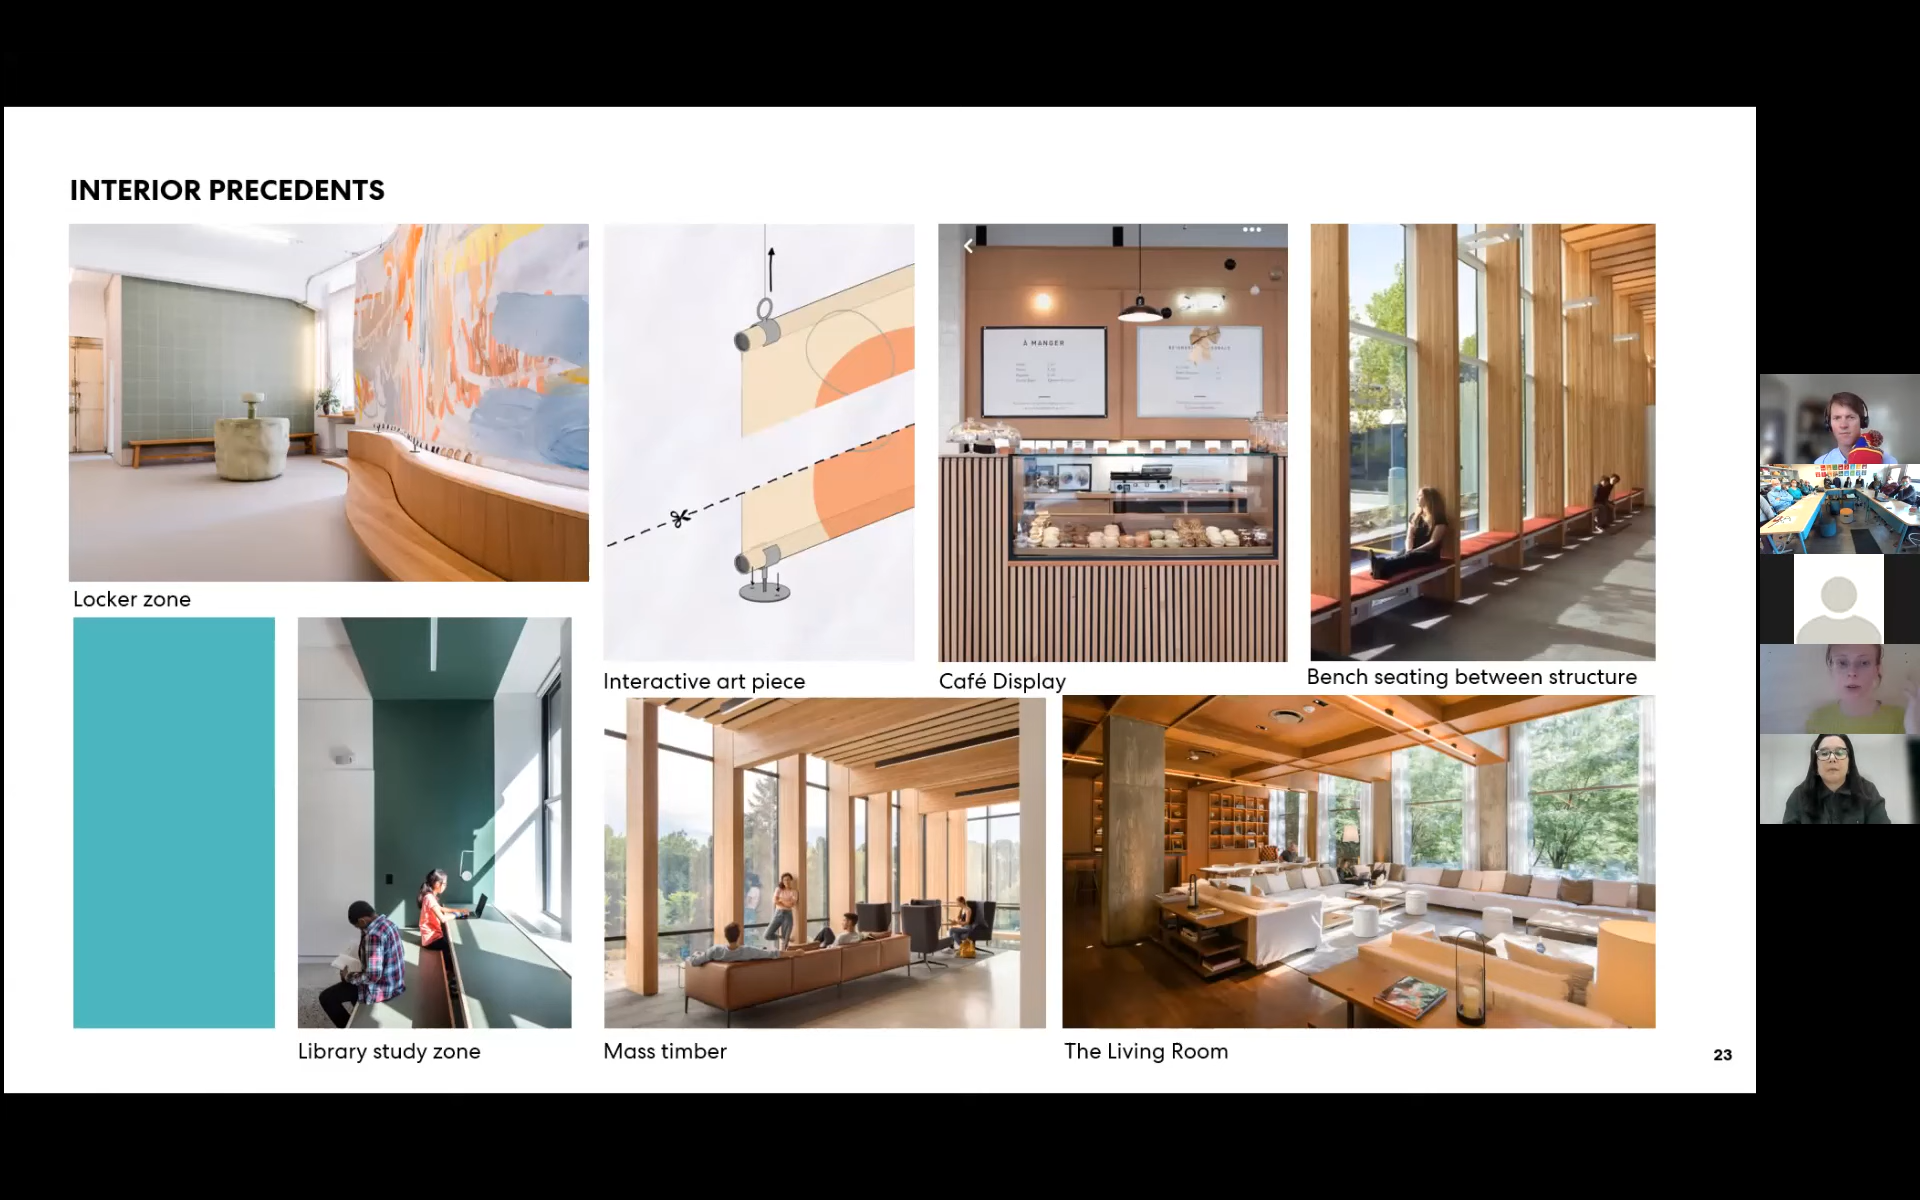 INTERIOR PRECEDENTS
À MANGER
Locker zone
Interactive art piece
Café Display
Bench seating between structure
Library study zone
Mass timber
The Living Room
23